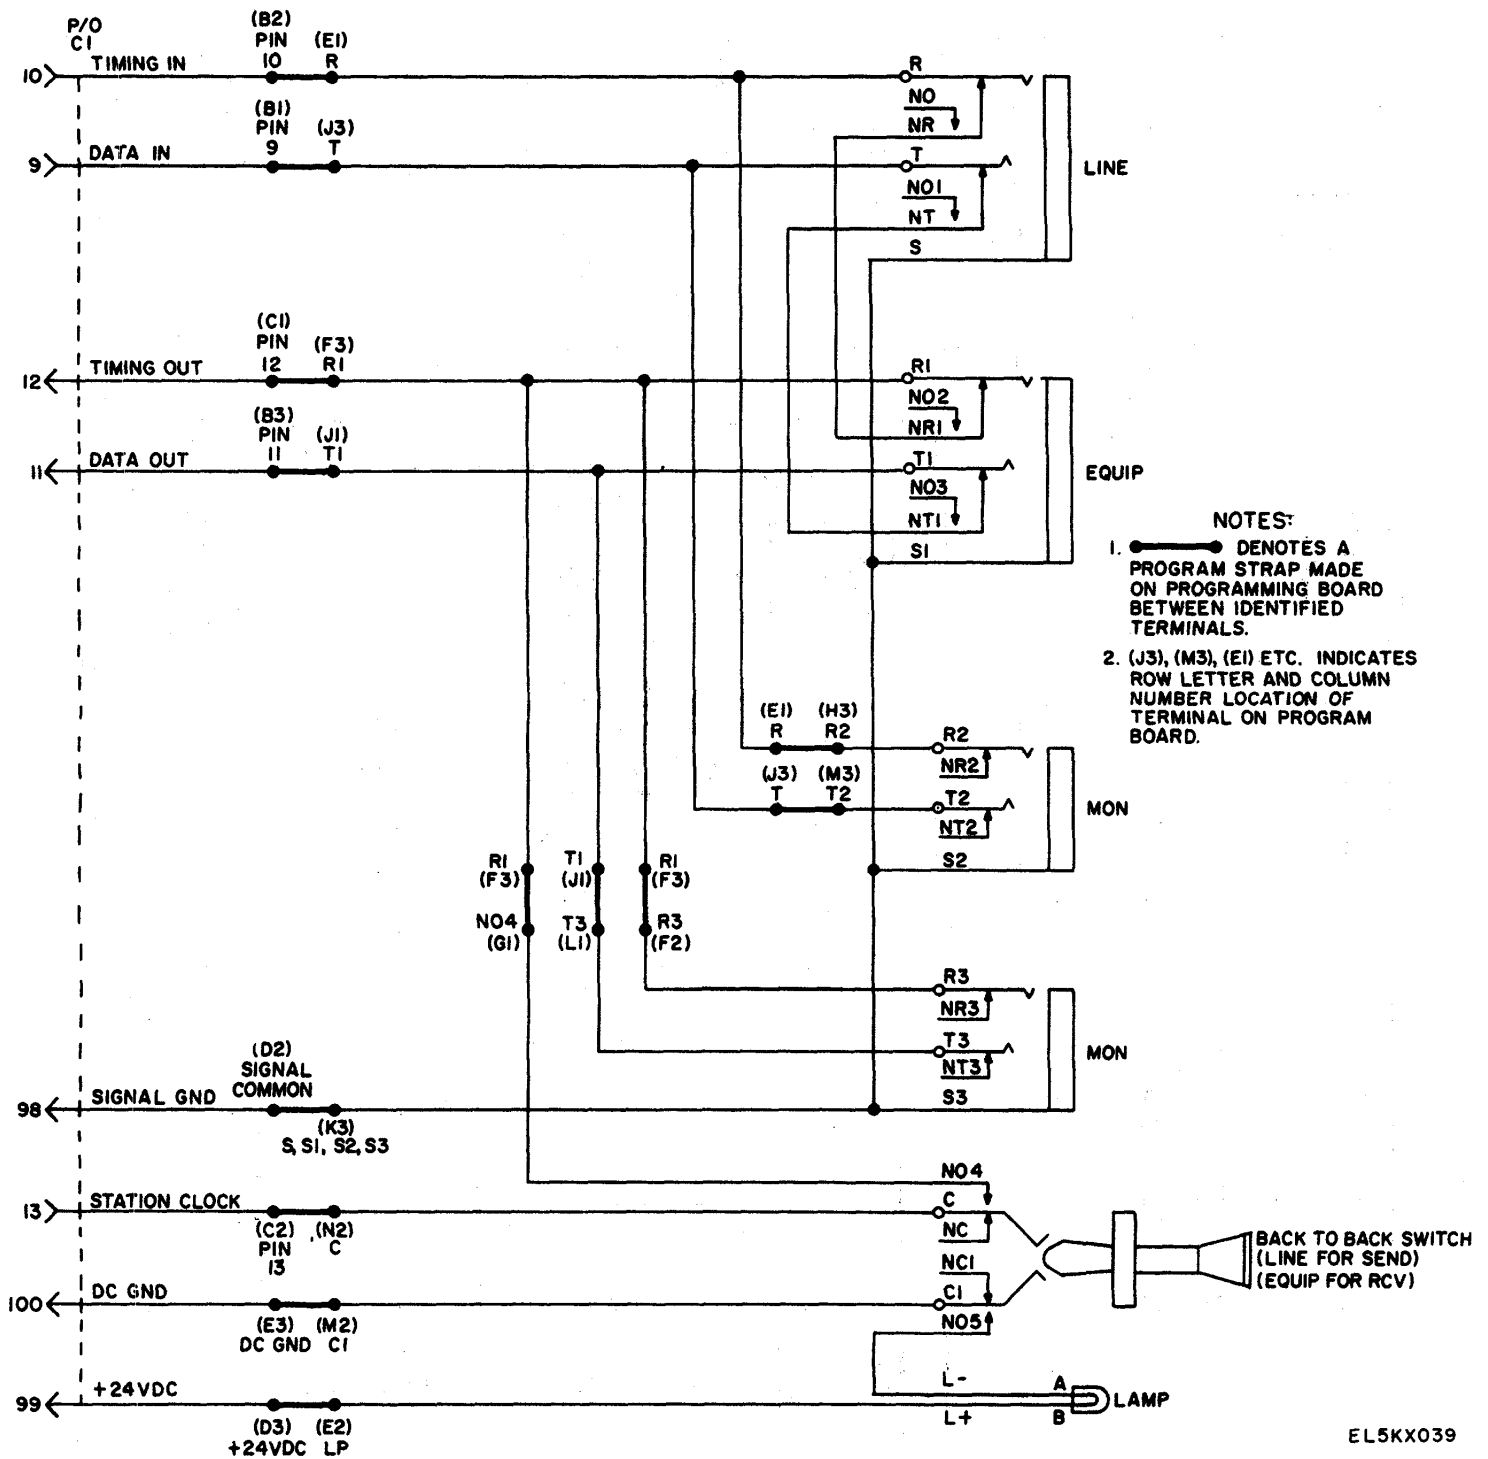 P/O
C1
(B2)
PIN
10
(E1)
R
10
TIMING IN
(B1)
PIN
9
(J3)
T
9
DATA IN
R
NO
NR
T
NO1
NT
S
LINE
(C1)
PIN
12
(F3)
R1
12
TIMING OUT
(B3)
PIN
11
(J1)
T1
11
DATA OUT
R1
NO2
NR1
T1
NO3
NT1
S1
EQUIP
NOTES:
1. DENOTES A
PROGRAM STRAP MADE
ON PROGRAMMING BOARD
BETWEEN IDENTIFIED
TERMINALS.
2. (J3), (M3), (E1) ETC. INDICATES
ROW LETTER AND COLUMN
NUMBER LOCATION OF
TERMINAL ON PROGRAM
BOARD.
(E1)
R
(H3)
R2
(J3)
T
(M3)
T2
R2
NR2
T2
NT2
S2
MON
R1
(F3)
T1
(J1)
R1
(F3)
NO4
(G1)
T3
(L1)
R3
(F2)
R3
NR3
T3
NT3
S3
MON
(D2)
SIGNAL
COMMON
98
SIGNAL GND
(K3)
S, S1, S2, S3
13
STATION CLOCK
(C2)
PIN
13
(N2)
C
NO4
C
NC
NC1
C1
NO5
BACK TO BACK SWITCH
(LINE FOR SEND)
(EQUIP FOR RCV)
100
DC GND
(E3)
DC GND
(M2)
C1
99
+24VDC
(D3)
+24VDC
(E2)
LP
L-
L+
A
B
LAMP
EL5KX039